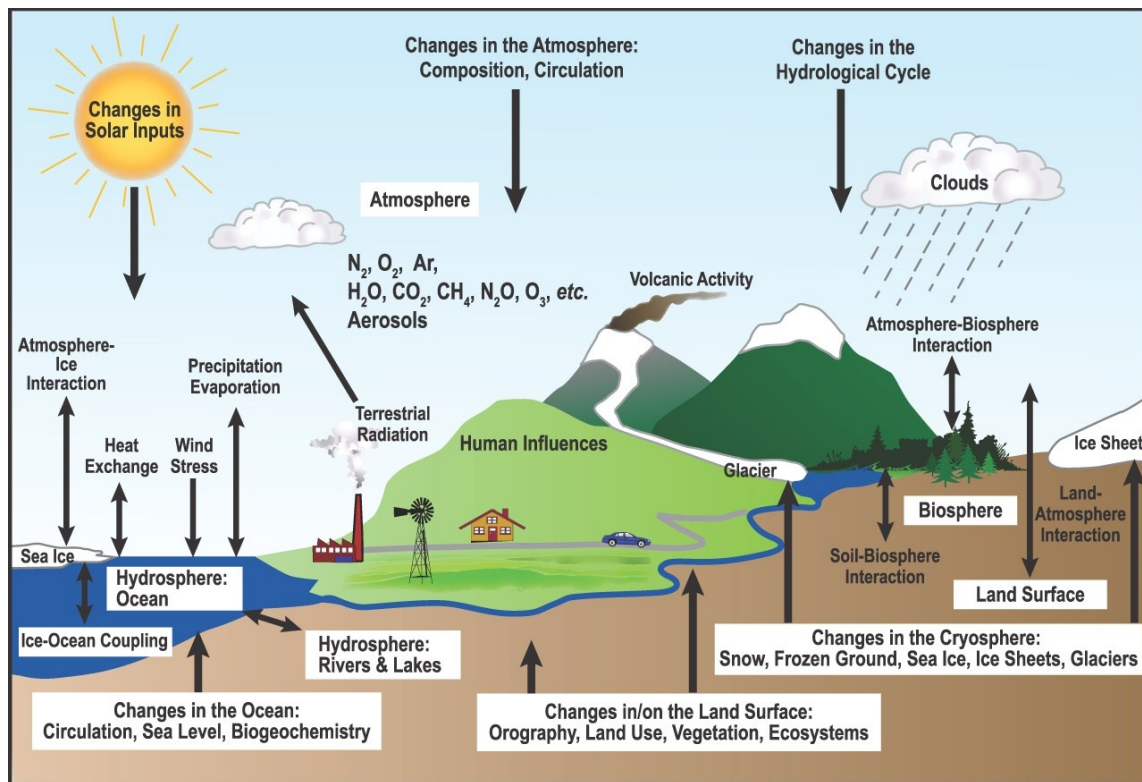 Changes in the Atmosphere:
Composition, Circulation
Changes in the
Hydrological Cycle
Changes in
Solar Inputs
Clouds
Atmosphere
N₂, O₂, Ar,
H₂O, CO₂, CH₄, N₂O, O₃, etc.
Aerosols
Volcanic Activity
Atmosphere-
Ice
Interaction
Precipitation
Evaporation
Atmosphere-Biosphere
Interaction
Terrestrial
Radiation
Heat
Exchange
Wind
Stress
Human Influences
Glacier
Ice Sheet
Land-
Atmosphere
Interaction
Biosphere
Sea Ice
Hydrosphere:
Ocean
Soil-Biosphere
Interaction
Land Surface
Ice-Ocean Coupling
Hydrosphere:
Rivers & Lakes
Changes in the Cryosphere:
Snow, Frozen Ground, Sea Ice, Ice Sheets, Glaciers
Changes in the Ocean:
Circulation, Sea Level, Biogeochemistry
Changes in/on the Land Surface:
Orography, Land Use, Vegetation, Ecosystems